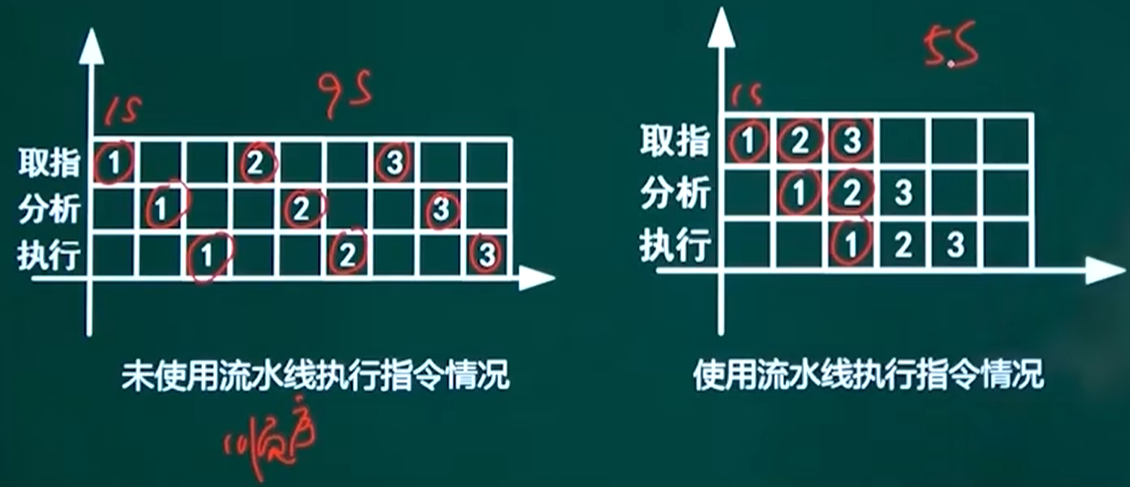 1S
9S
取指 1 2 3
分析 1 2 3
执行 1 2 3
未使用流水线执行指令情况
顺序
5S
1S
取指 1 2 3
分析 1 2 3
执行 1 2 3
使用流水线执行指令情况